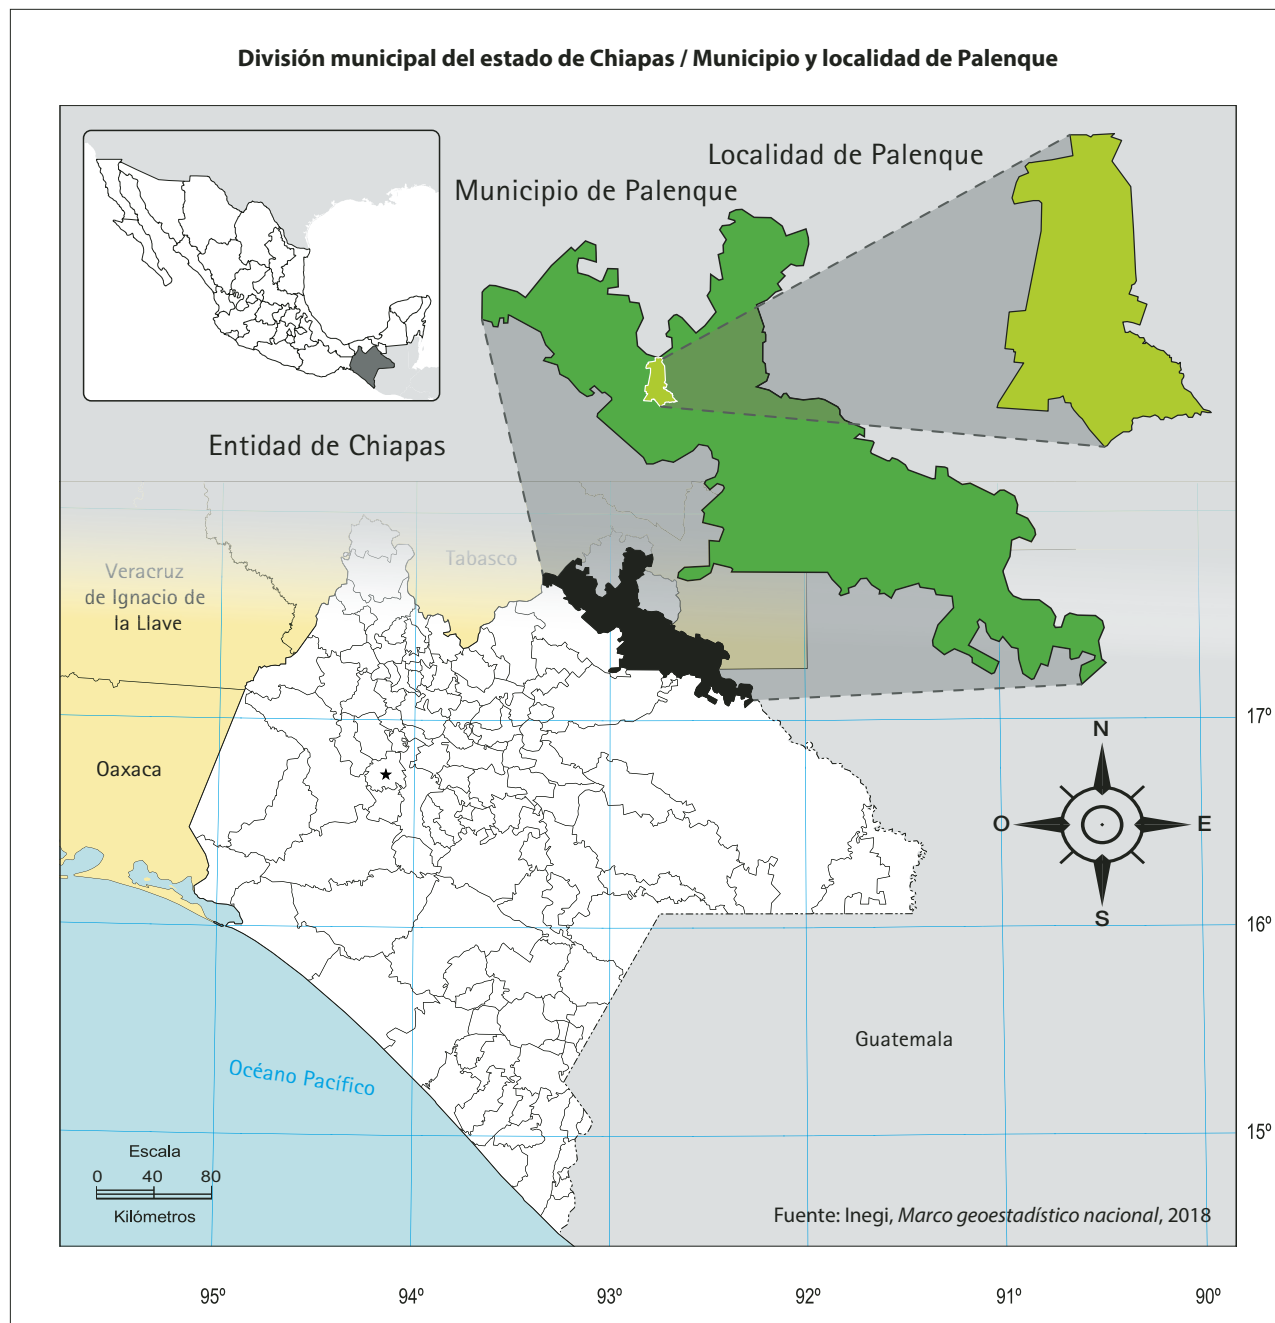 División municipal del estado de Chiapas / Municipio y localidad de Palenque
Localidad de Palenque
Municipio de Palenque
Entidad de Chiapas
Tabasco
Veracruz
de Ignacio de
la Llave
Oaxaca
17º
N
O
E
S
16º
Guatemala
Océano Pacífico
15º
Escala
0 40 80
Kilómetros
Fuente: Inegi, Marco geoestadístico nacional, 2018
95º 94º 93º 92º 91º 90º